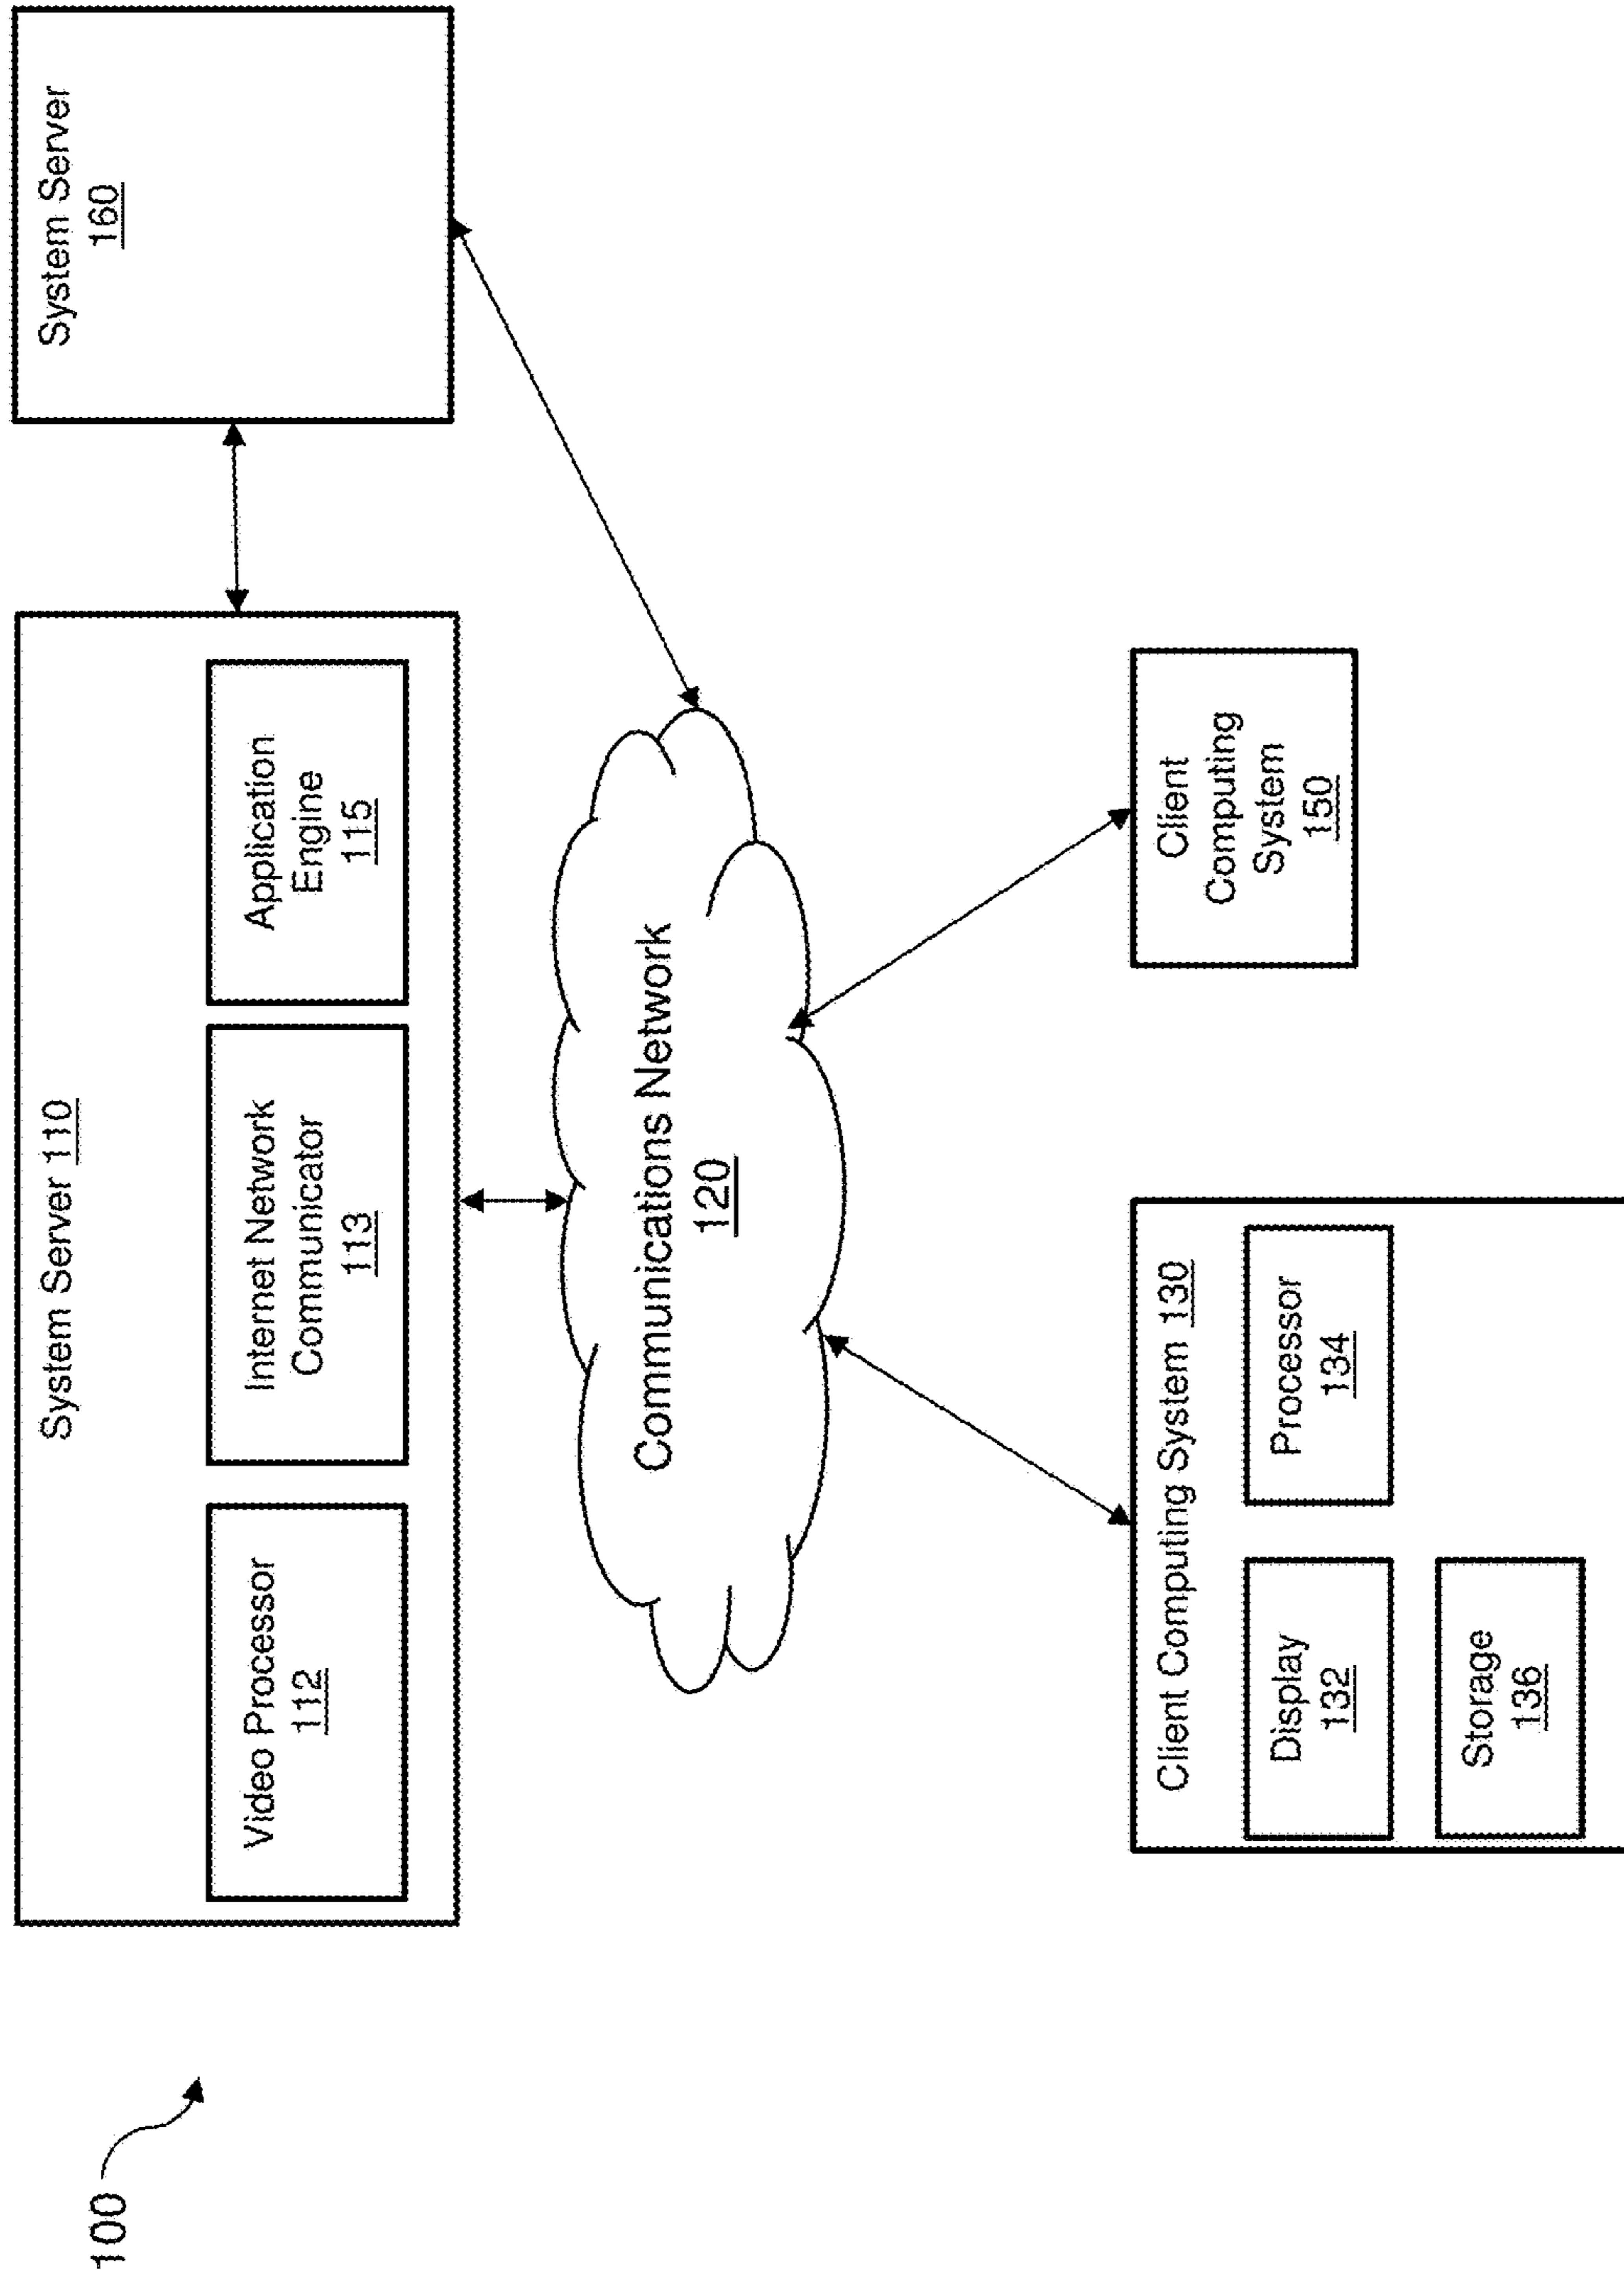 100
System Server 110
Video Processor
112
Internet Network
Communicator
113
Application
Engine
115
System Server
160
Communications Network
120
Client Computing System 130
Display
132
Processor
134
Storage
136
Client
Computing
System
150